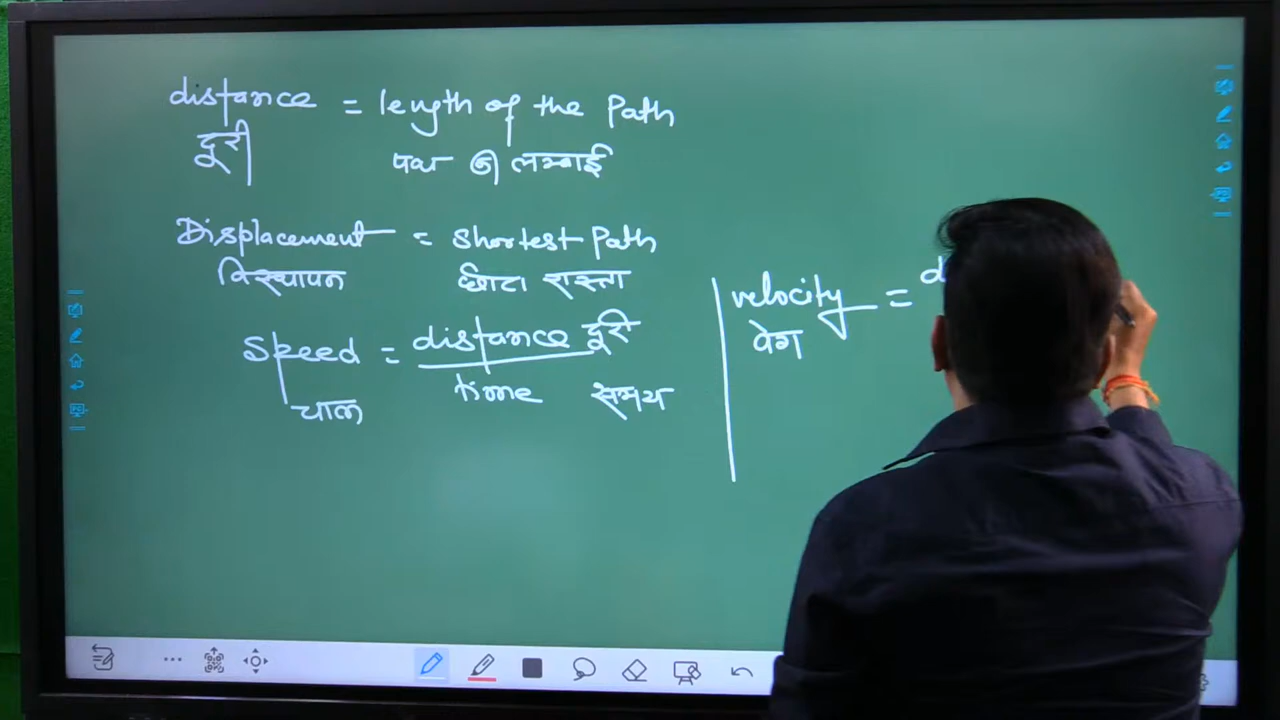 distance = length of the Path
दूरी
पथ की लम्बाई
Displacement = Shortest Path
विस्थापन छोटा रास्ता
Speed = distance दूरी
time समय
चाल
velocity = d
वेग